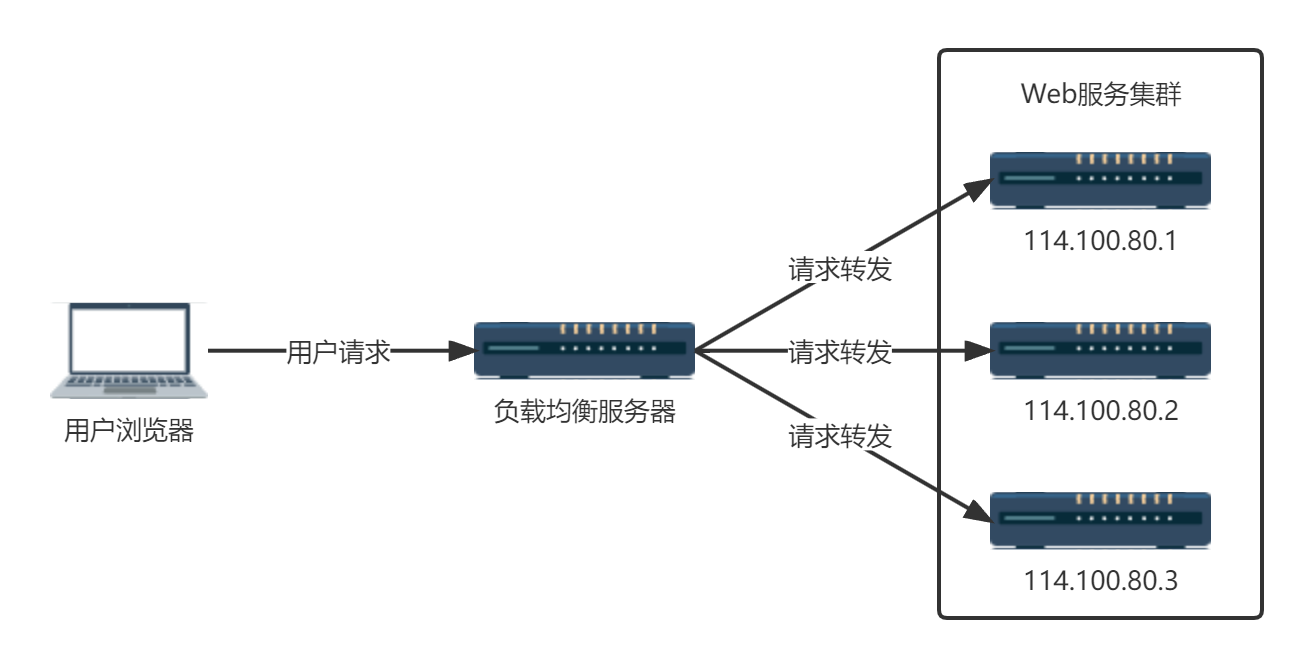 Web服务集群
114.100.80.1
请求转发
用户请求
请求转发
负载均衡服务器
用户浏览器
114.100.80.2
请求转发
114.100.80.3